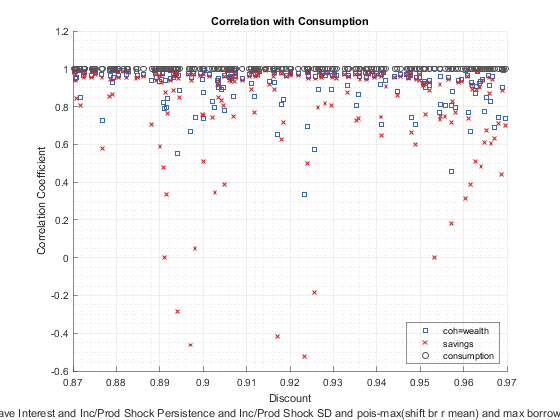 Correlation with Consumption
1.2
1
0.8
0.6
0.4
0.2
0
-0.2
-0.4
-0.6
Correlation Coefficient
coh=wealth
savings
consumption
0.87 0.88 0.89 0.9 0.91 0.92 0.93 0.94 0.95 0.96 0.97
Discount
ave Interest and Inc/Prod Shock Persistence and Inc/Prod Shock SD and pois-max(shift br r mean) and max borrow